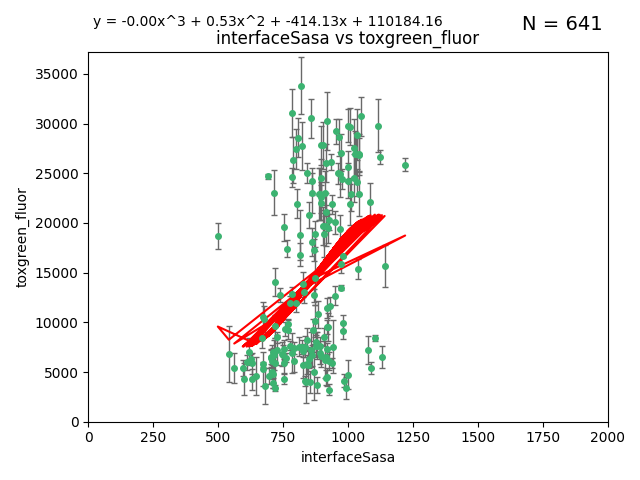 y = -0.00x^3 + 0.53x^2 + -414.13x + 110184.16
N = 641
interfaceSasa vs toxgreen_fluor
35000
30000
25000
20000
15000
10000
5000
0
toxgreen_fluor
0 250 500 750 1000 1250 1500 1750 2000
interfaceSasa